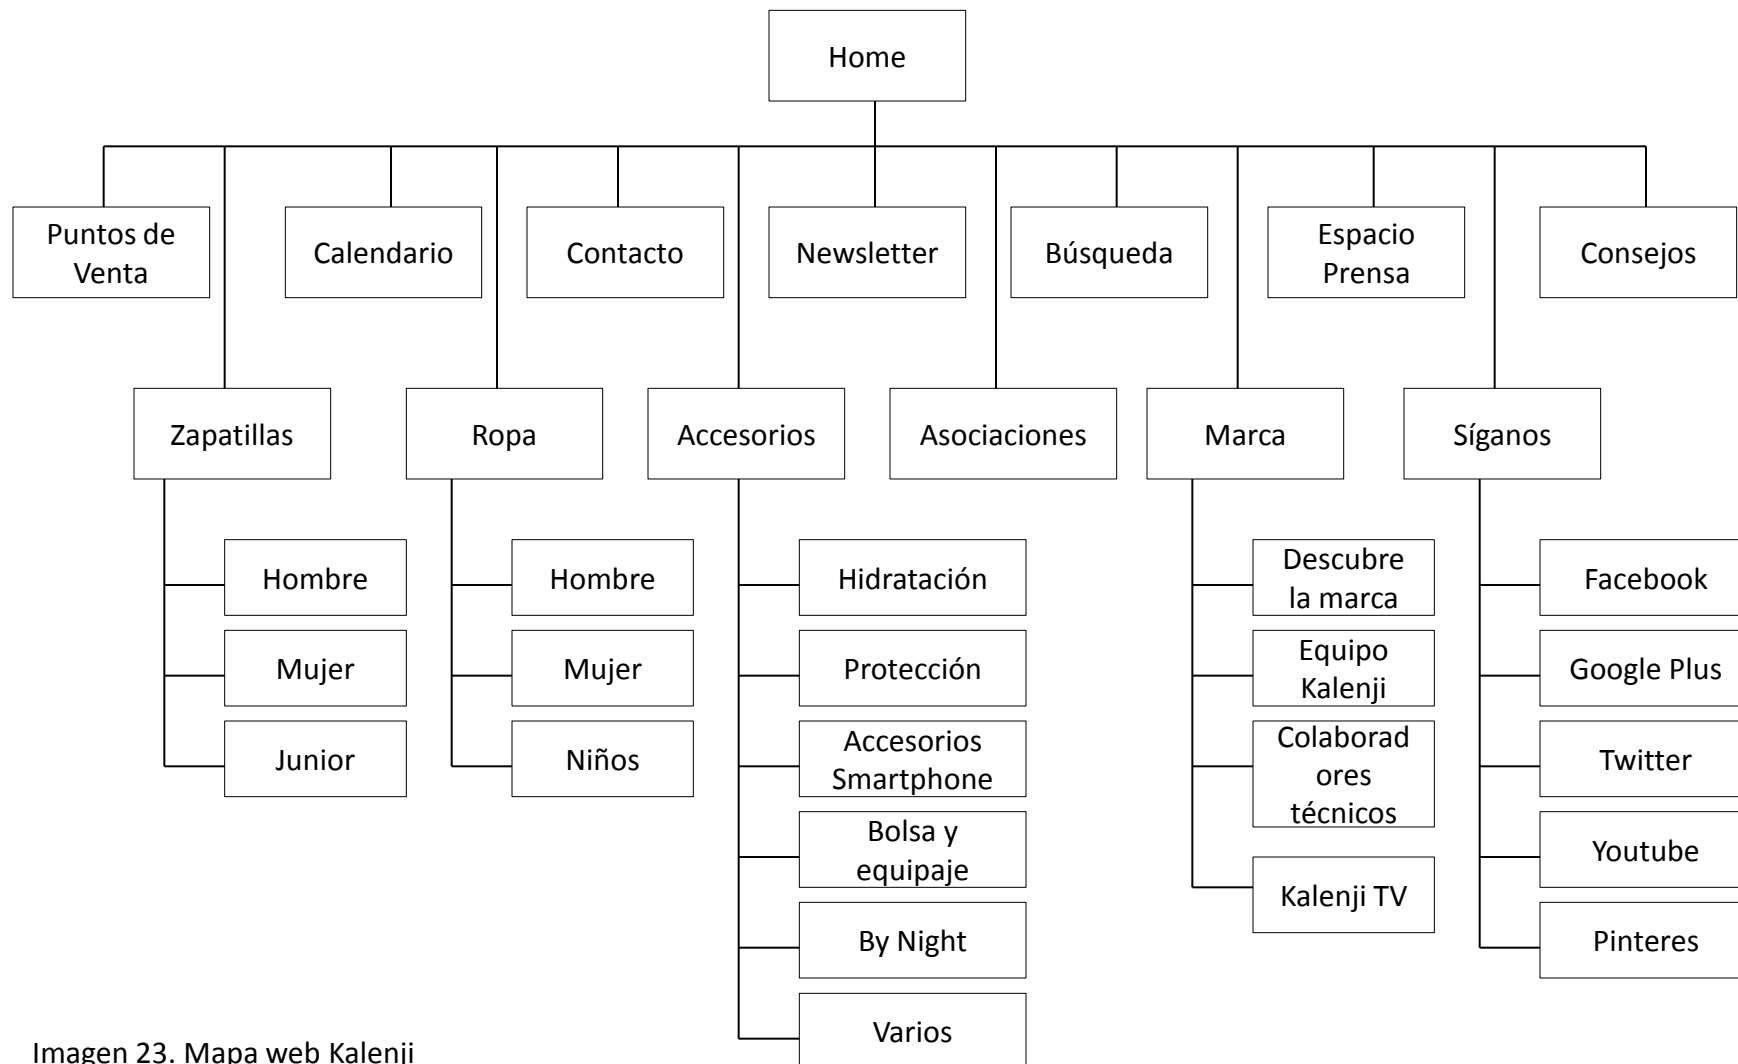 Home
Puntos de
Venta
Calendario
Contacto
Newsletter
Búsqueda
Espacio
Prensa
Consejos
Zapatillas
Ropa
Accesorios
Asociaciones
Marca
Síganos
Hombre
Mujer
Junior
Hombre
Mujer
Niños
Hidratación
Protección
Accesorios
Smartphone
Bolsa y
equipaje
By Night
Varios
Descubre
la marca
Equipo
Kalenji
Colaborad
ores
técnicos
Kalenji TV
Facebook
Google Plus
Twitter
Youtube
Pinteres
Imagen 23. Mapa web Kalenji